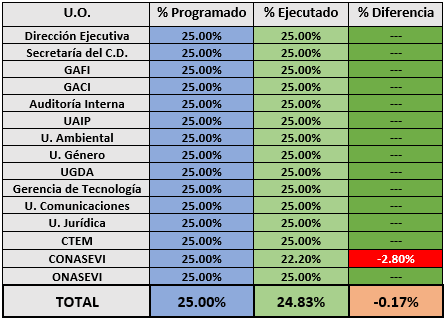 U.O. % Programado % Ejecutado % Diferencia
Dirección Ejecutiva 25.00% 25.00% ---
Secretaría del C.D. 25.00% 25.00% ---
GAFI 25.00% 25.00% ---
GACI 25.00% 25.00% ---
Auditoría Interna 25.00% 25.00% ---
UAIP 25.00% 25.00% ---
U. Ambiental 25.00% 25.00% ---
U. Género 25.00% 25.00% ---
UGDA 25.00% 25.00% ---
Gerencia de Tecnología 25.00% 25.00% ---
U. Comunicaciones 25.00% 25.00% ---
U. Jurídica 25.00% 25.00% ---
CTEM 25.00% 25.00% ---
CONASEVI 25.00% 22.20% -2.80%
ONASEVI 25.00% 25.00% ---
TOTAL 25.00% 24.83% -0.17%